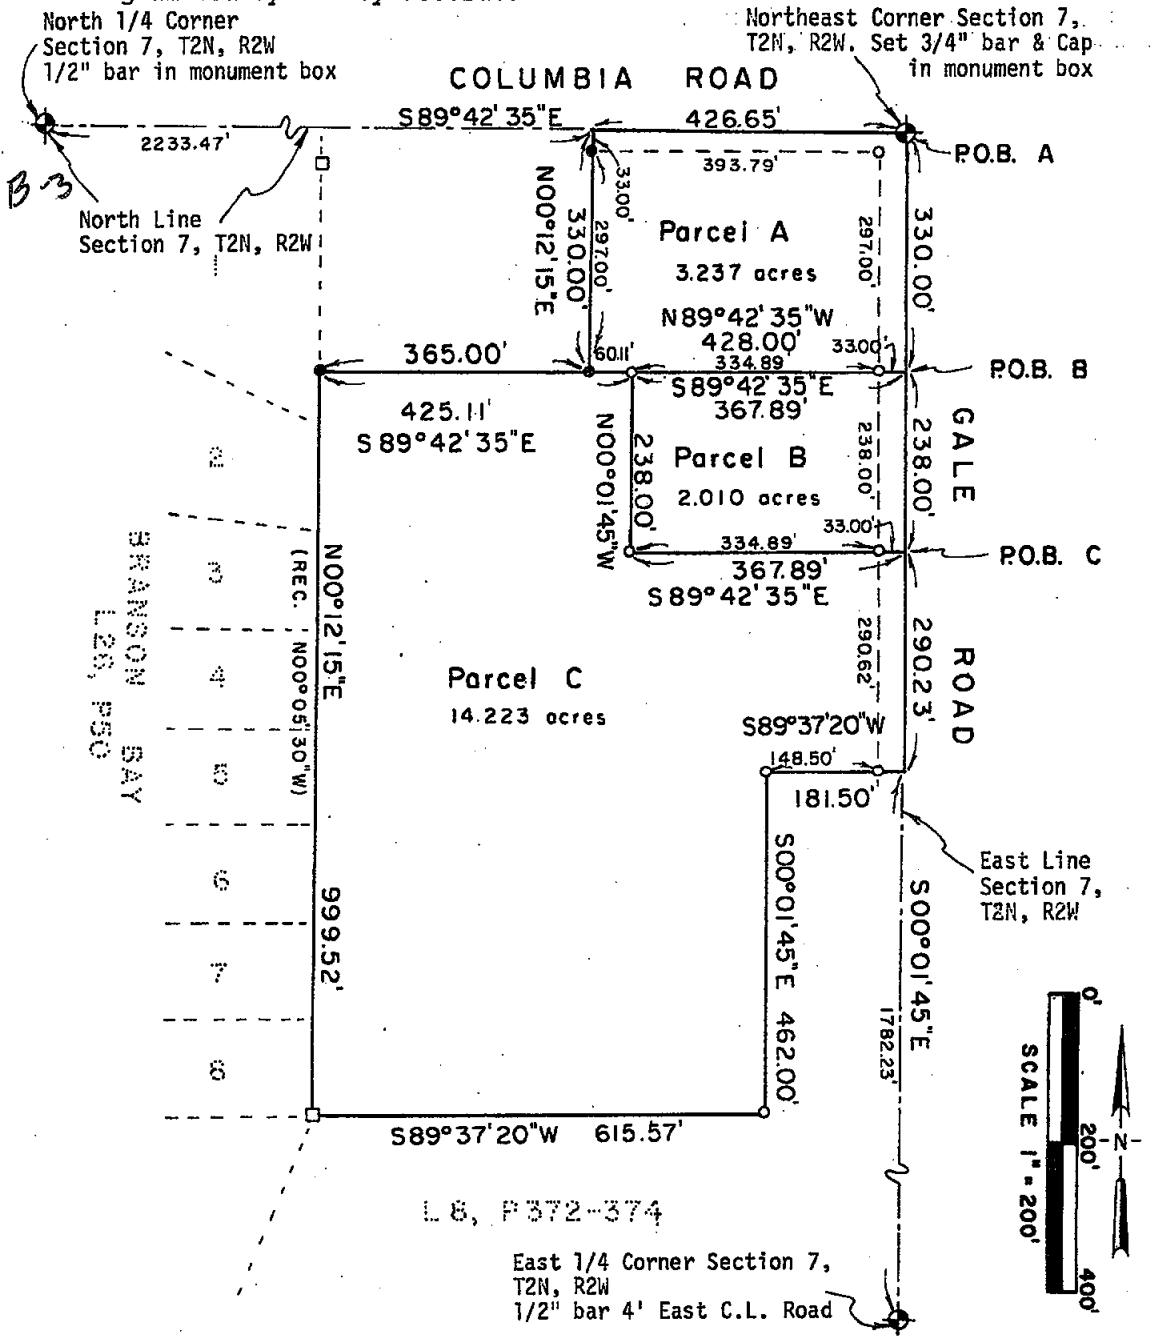 North 1/4 Corner
Section 7, T2N, R2W
1/2" bar in monument box
Northeast Corner Section 7,
T2N, R2W. Set 3/4" bar & Cap
in monument box
COLUMBIA ROAD
S89°42'35"E
426.65'
2233.47'
393.79'
P.O.B. A
B-3
North Line
Section 7, T2N, R2W
N00°12'15"E
330.00'
297.00'
33.00'
Parcel A
3.237 acres
297.00'
330.00'
N89°42'35"W
428.00'
33.00'
365.00'
60.11'
334.89'
P.O.B. B
S89°42'35"E
367.89'
425.11'
S89°42'35"E
N00°01'45"W
238.00'
Parcel B
2.010 acres
238.00'
238.00'
GALE
33.00'
334.89'
P.O.B. C
367.89'
S89°42'35"E
2
3
4
5
6
7
8
BRANSON BAY
L28, P50
N00°12'15"E
(REC. N00°05'30"W)
999.52'
Parcel C
14.223 acres
290.62'
290.23'
ROAD
S89°37'20"W
148.50'
181.50'
East Line
Section 7,
T2N, R2W
S00°01'45"E 462.00'
S00°01'45"E
1782.23'
S89°37'20"W 615.57'
0'
200'
400'
SCALE 1" = 200'
-N-
L8, P372-374
East 1/4 Corner Section 7,
T2N, R2W
1/2" bar 4' East C.L. Road